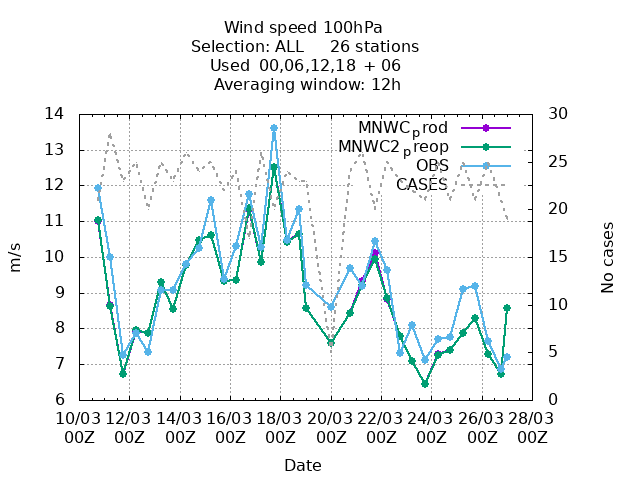 Wind speed 100hPa
Selection: ALL 26 stations
Used 00,06,12,18 + 06
Averaging window: 12h
MNWCprod
MNWC2preop
OBS
CASES
14
13
12
11
10
9
8
7
6
m/s
30
25
20
15
10
5
0
No cases
10/03 12/03 14/03 16/03 18/03 20/03 22/03 24/03 26/03 28/03
00Z 00Z 00Z 00Z 00Z 00Z 00Z 00Z 00Z 00Z
Date